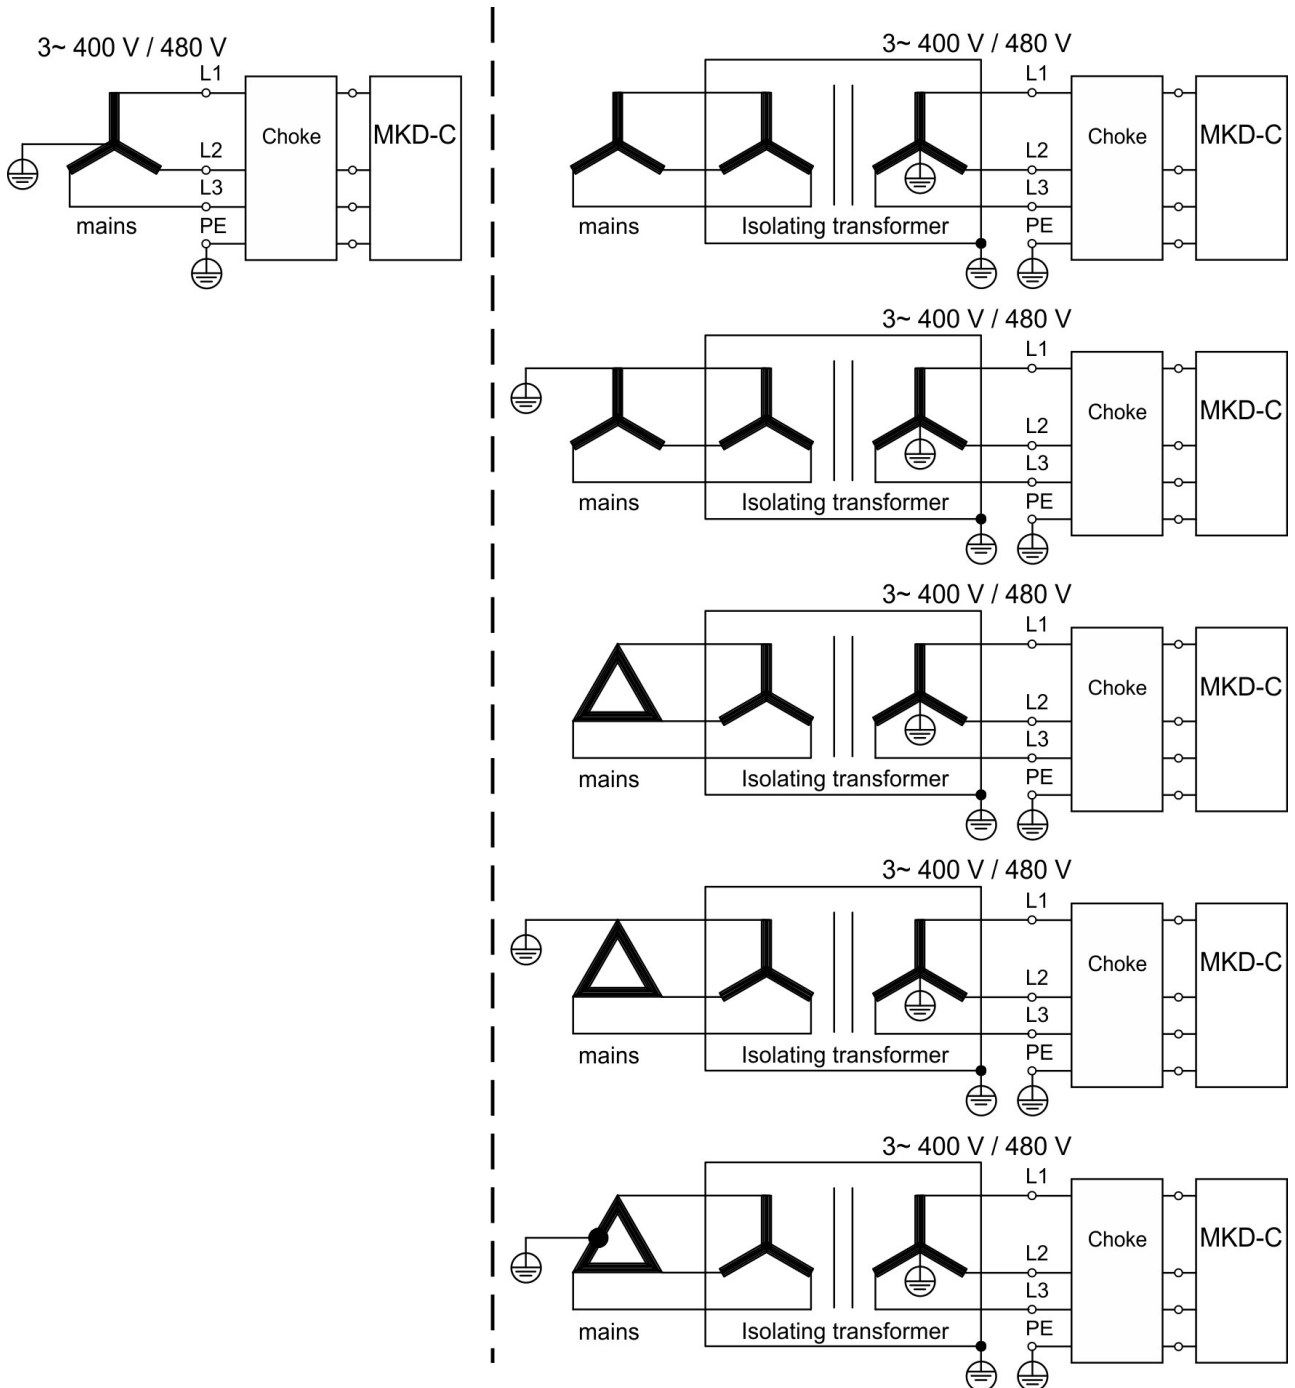 3~ 400 V / 480 V
L1
Choke
MKD-C
L2
L3
mains
PE
3~ 400 V / 480 V
L1
Choke
MKD-C
L2
L3
mains
Isolating transformer
PE
3~ 400 V / 480 V
L1
Choke
MKD-C
L2
L3
mains
Isolating transformer
PE
3~ 400 V / 480 V
L1
Choke
MKD-C
L2
L3
mains
Isolating transformer
PE
3~ 400 V / 480 V
L1
Choke
MKD-C
L2
L3
mains
Isolating transformer
PE
3~ 400 V / 480 V
L1
Choke
MKD-C
L2
L3
mains
Isolating transformer
PE